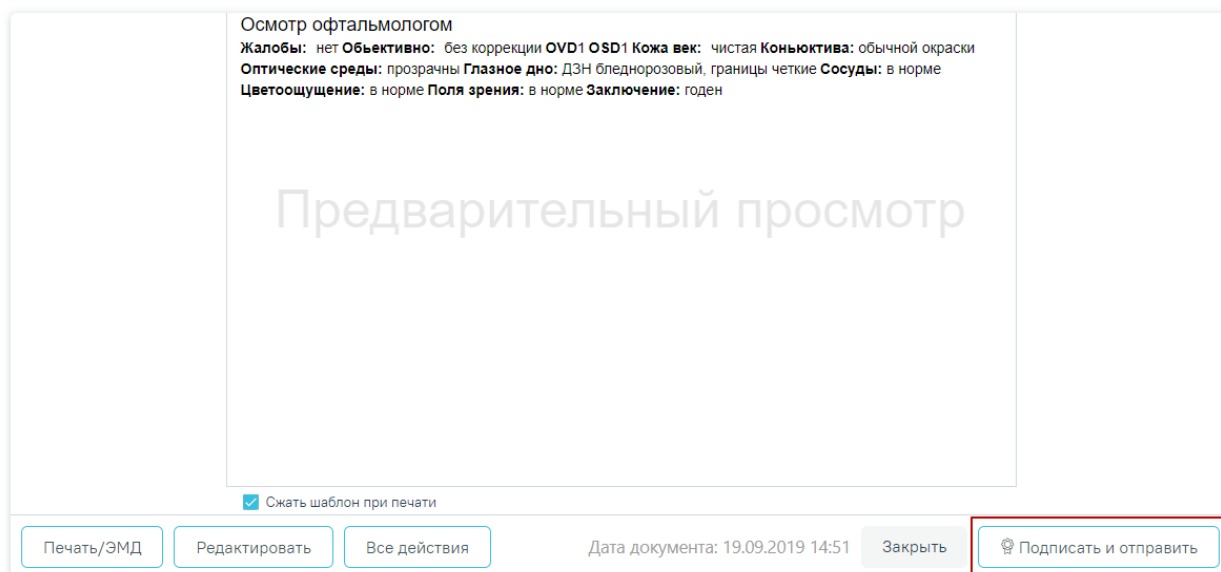 Осмотр офтальмологом
Жалобы: нет Обьективно: без коррекции OVD1 OSD1 Кожа век: чистая Коньюктива: обычной окраски
Оптические среды: прозрачны Глазное дно: ДЗН бледнорозовый, границы четкие Сосуды: в норме
Цветоощущение: в норме Поля зрения: в норме Заключение: годен
Предварительный просмотр
Сжать шаблон при печати
Печать/ЭМД Редактировать Все действия Дата документа: 19.09.2019 14:51 Закрыть Подписать и отправить